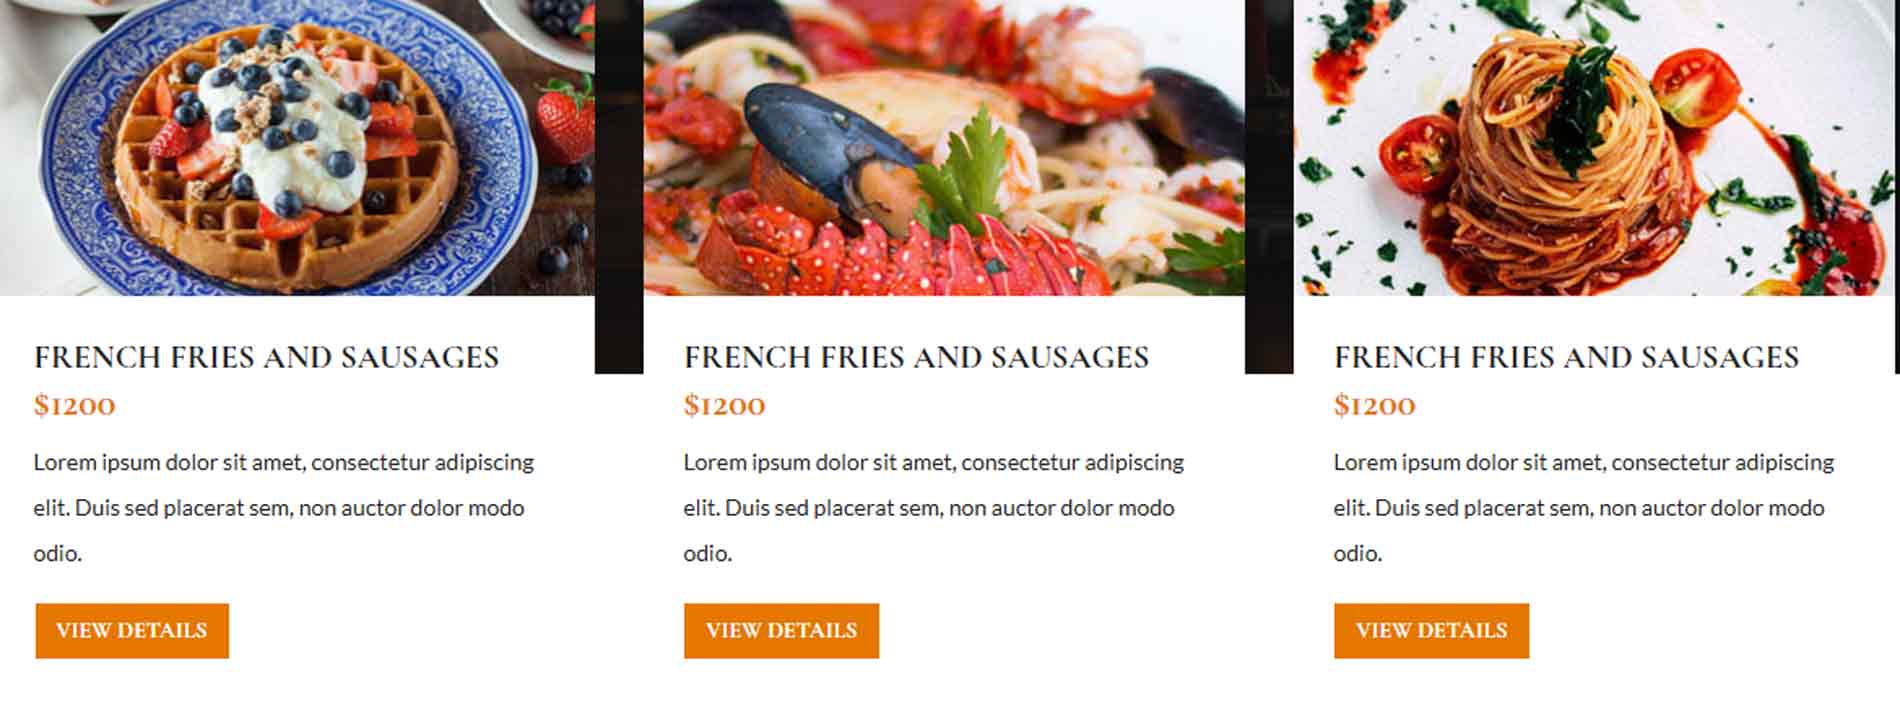 FRENCH FRIES AND SAUSAGES
$1200
Lorem ipsum dolor sit amet, consectetur adipiscing
elit. Duis sed placerat sem, non auctor dolor modo
odio.
VIEW DETAILS
FRENCH FRIES AND SAUSAGES
$1200
Lorem ipsum dolor sit amet, consectetur adipiscing
elit. Duis sed placerat sem, non auctor dolor modo
odio.
VIEW DETAILS
FRENCH FRIES AND SAUSAGES
$1200
Lorem ipsum dolor sit amet, consectetur adipiscing
elit. Duis sed placerat sem, non auctor dolor modo
odio.
VIEW DETAILS